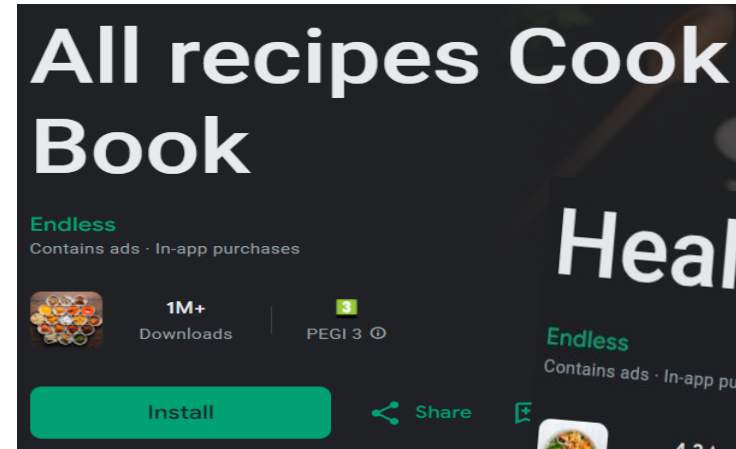 All recipes Cook
Book
Endless
Contains ads · In-app purchases
1M+
Downloads
3
PEGI 3
Install
Share
Heal
Endless
Contains ads · In-app pu